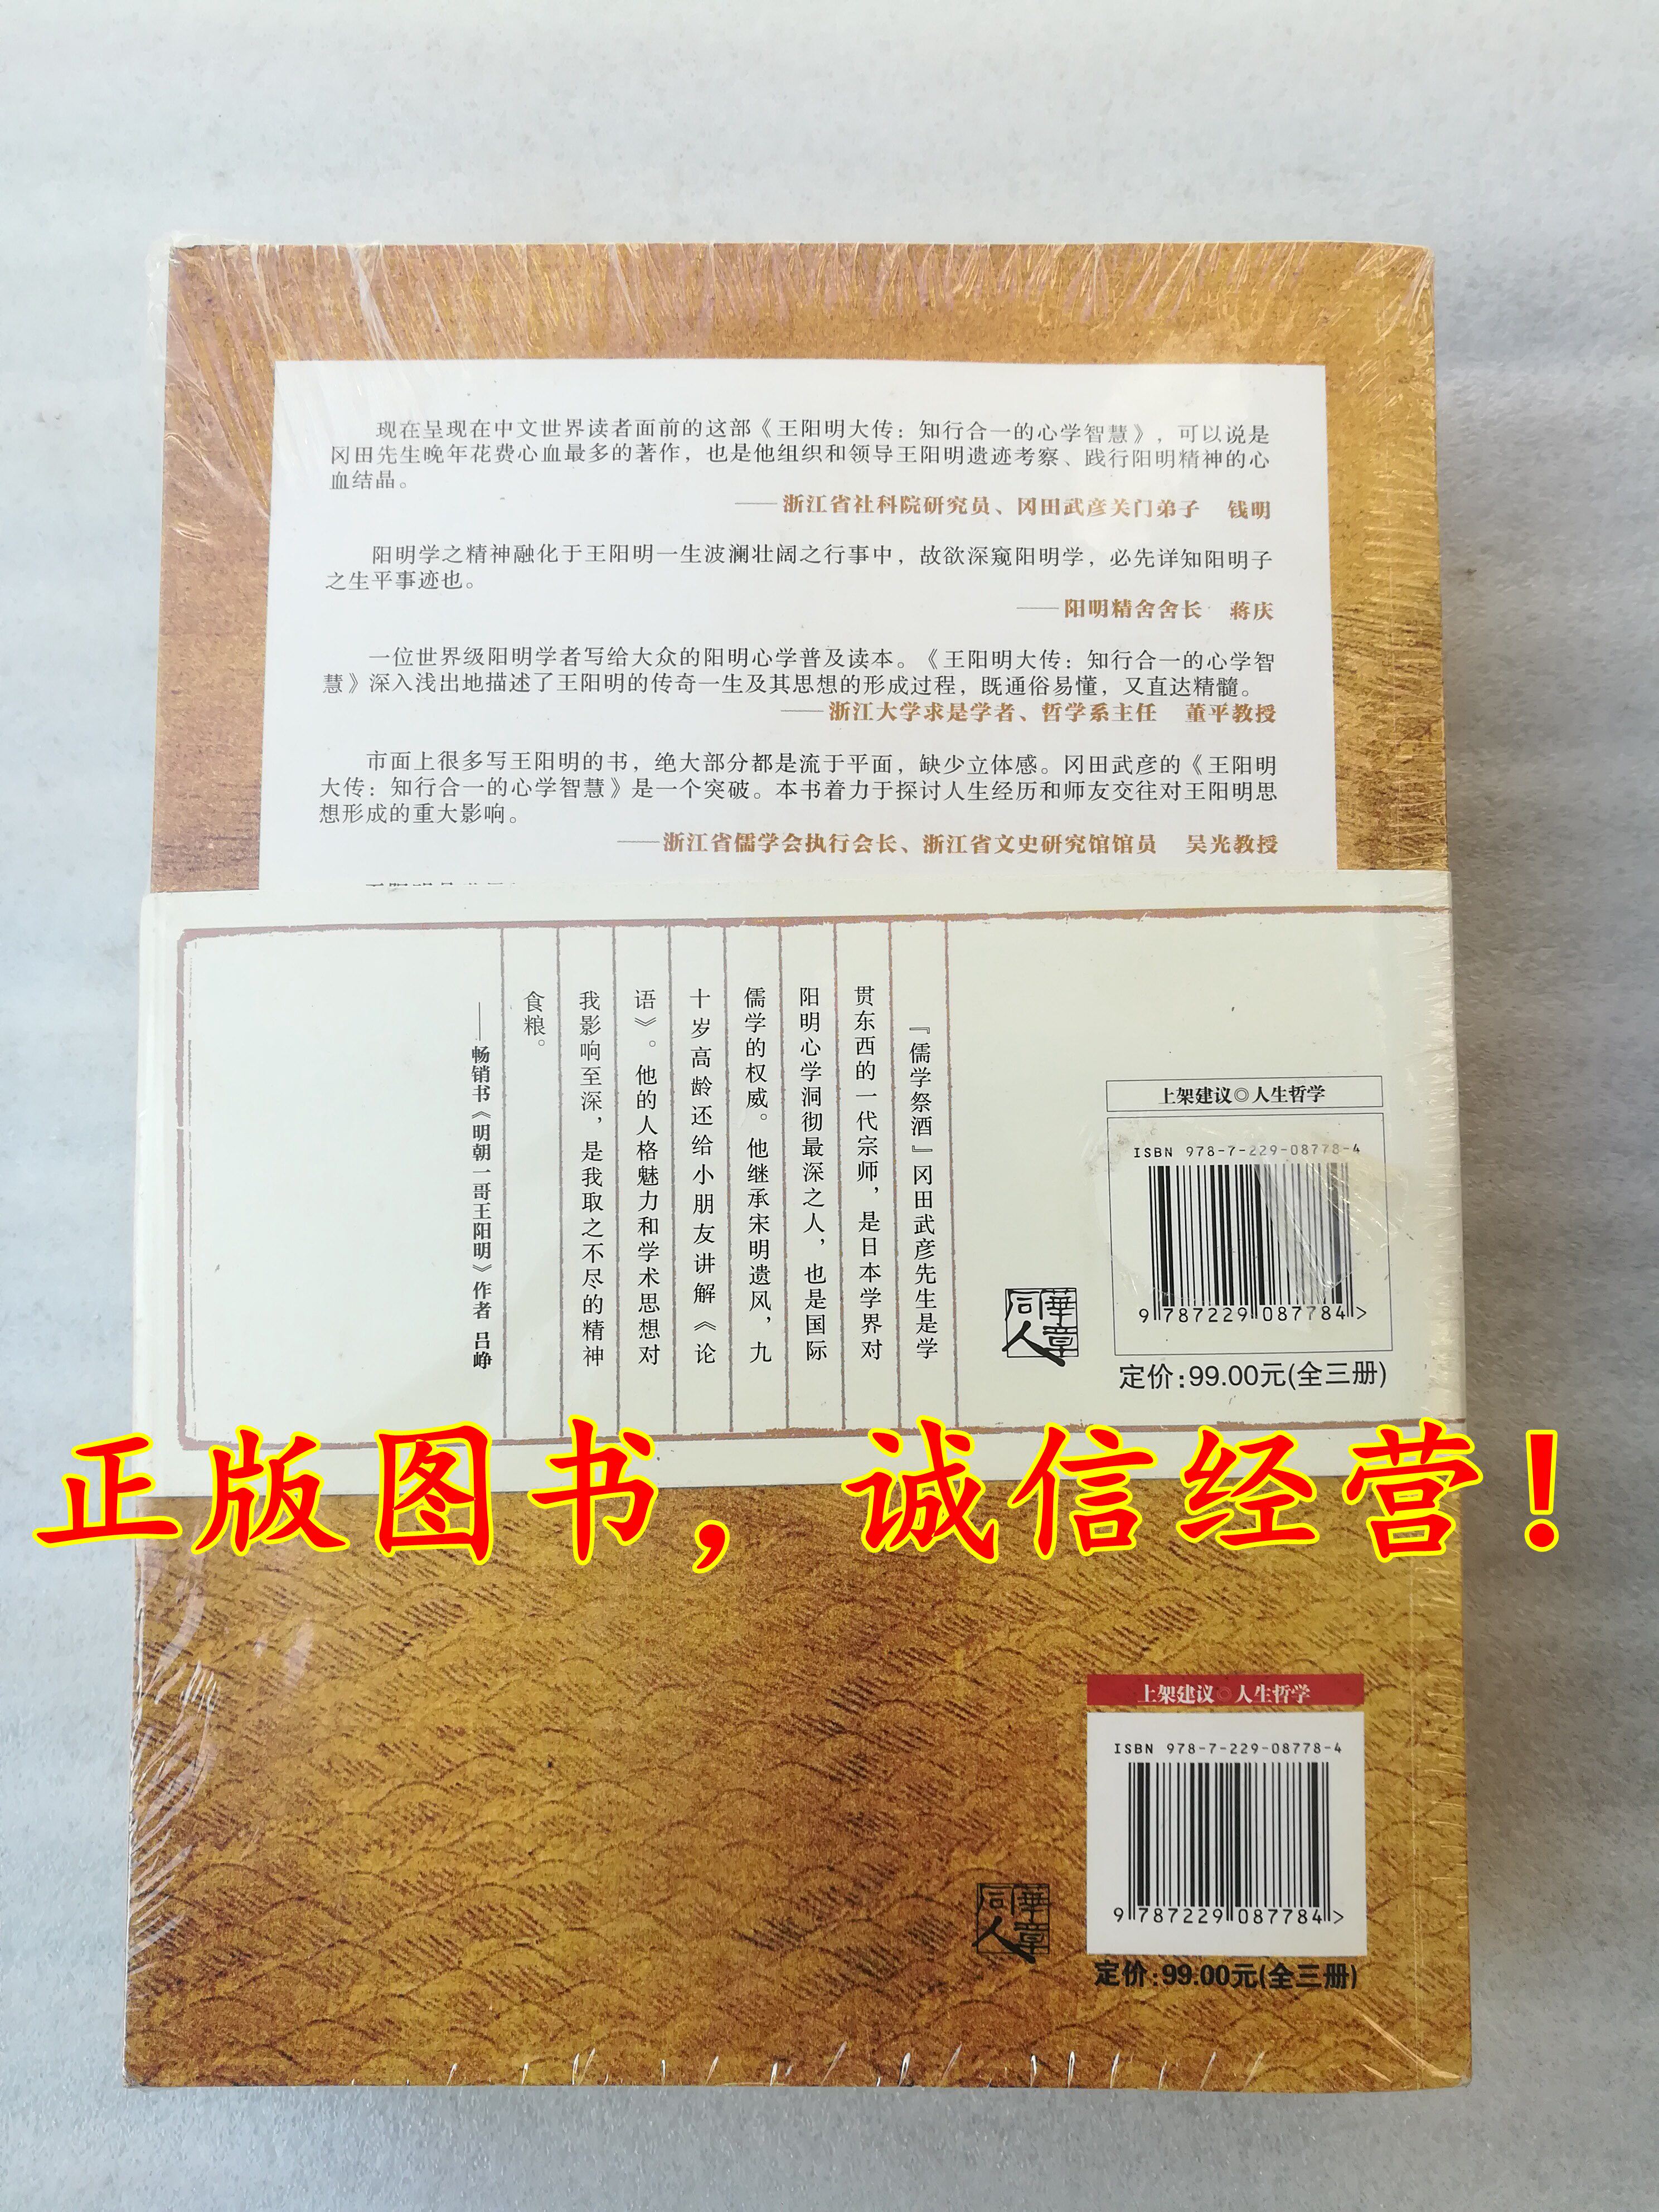 现在呈现在中文世界读者面前的这部《王阳明大传：知行合一的心学智慧》，可以说是
冈田先生晚年花费心血最多的著作，也是他组织和领导王阳明遗迹考察、践行阳明精神的心
血结晶。
——浙江省社科院研究员、冈田武彦关门弟子 钱明
阳明学之精神融化于王阳明一生波澜壮阔之行事中，故欲深窥阳明学，必先详知阳明子
之生平事迹也。
——阳明精舍舍长 蒋庆
一位世界级阳明学者写给大众的阳明心学普及读本。《王阳明大传：知行合一的心学智
慧》深入浅出地描述了王阳明的传奇一生及其思想的形成过程，既通俗易懂，又直达精髓。
——浙江大学求是学者、哲学系主任 董平教授
市面上很多写王阳明的书，绝大部分都是流于平面，缺少立体感。冈田武彦的《王阳明
大传：知行合一的心学智慧》是一个突破。本书着力于探讨人生经历和师友交往对王阳明思
想形成的重大影响。
——浙江省儒学会执行会长、浙江省文史研究馆馆员 吴光教授
『儒学祭酒』冈田武彦先生是学
贯东西的一代宗师，是日本学界对
阳明心学洞彻最深之人，也是国际
儒学的权威。他继承宋明遗风，九
十岁高龄还给小朋友讲解《论
语》。他的人格魅力和学术思想对
我影响至深，是我取之不尽的精神
食粮。
——畅销书《明朝一哥王阳明》作者 吕峥
上架建议◎人生哲学
ISBN 978-7-229-08778-4
9 787229 087784 >
華章同人
定价:99.00元(全三册)
正版图书，诚信经营！
上架建议◎人生哲学
ISBN 978-7-229-08778-4
9 787229 087784 >
華章同人
定价:99.00元(全三册)